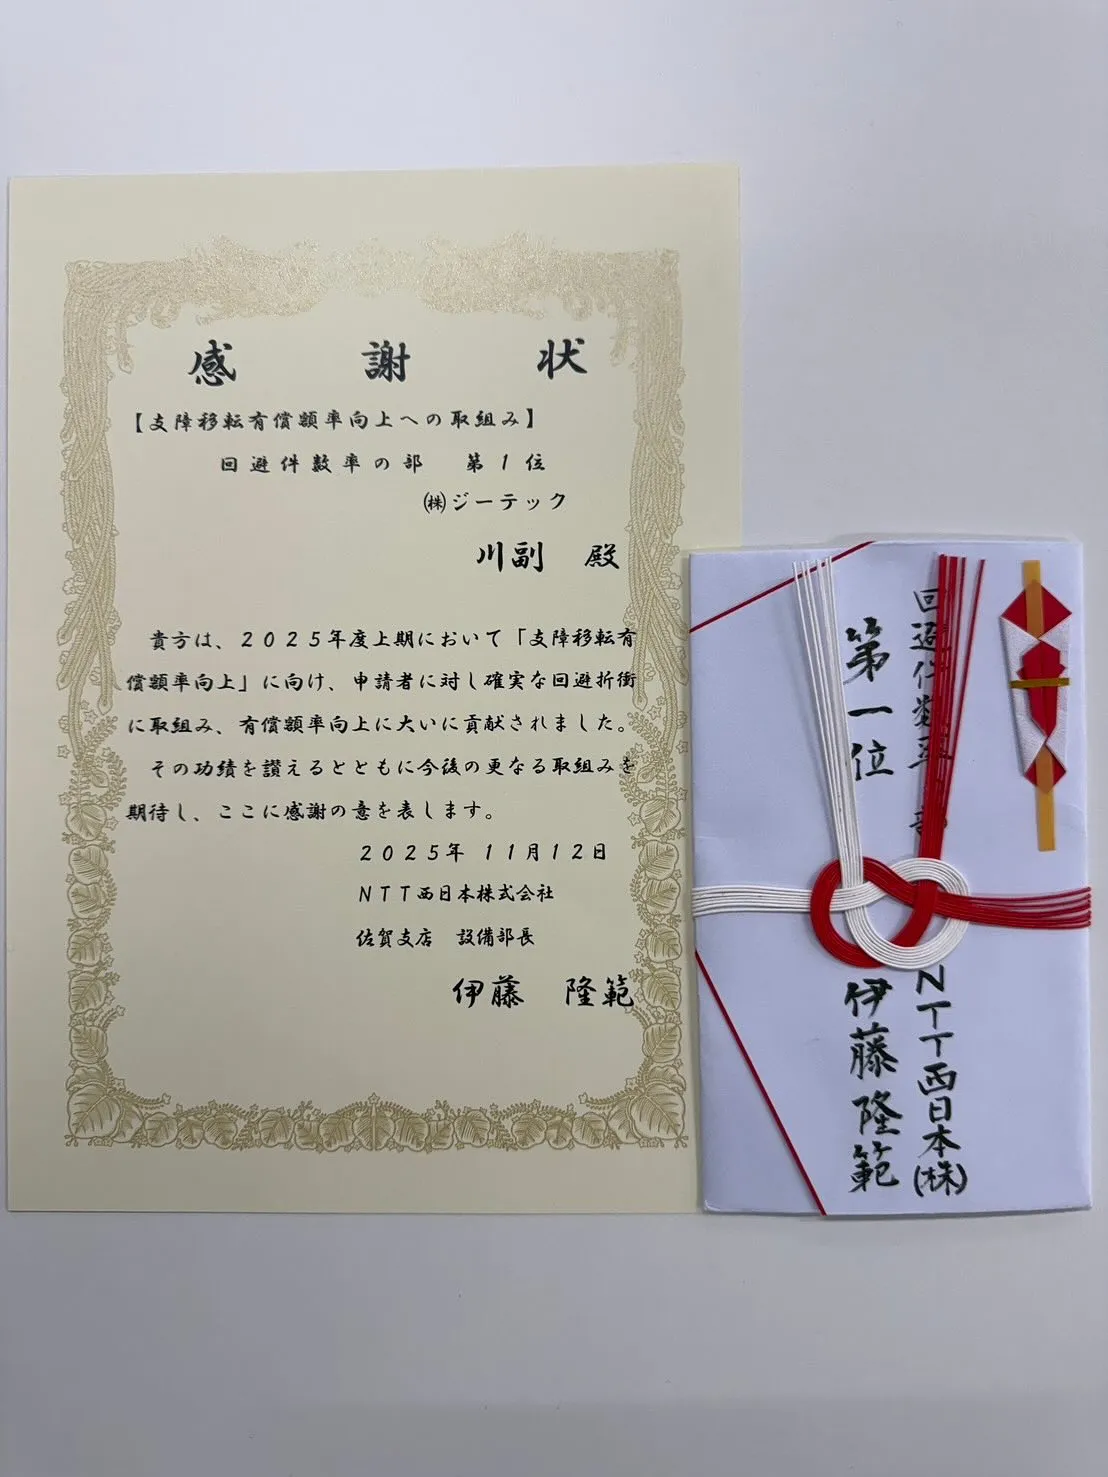 感謝状
【支障移転有償額率向上への取組み】
回避件数率の部 第1位
㈱ジーテック
川副 殿
貴方は、2025年度上期において「支障移転有
償額率向上」に向け、申請者に対し確実な回避折衝
に取組み、有償額率向上に大いに貢献されました。
その功績を讃えるとともに今後の更なる取組みを
期待し、ここに感謝の意を表します。
2025年 11月12日
NTT西日本株式会社
佐賀支店 設備部長
伊藤 隆範
回避件数率 部
第一位
NTT西日本(株)
伊藤隆範